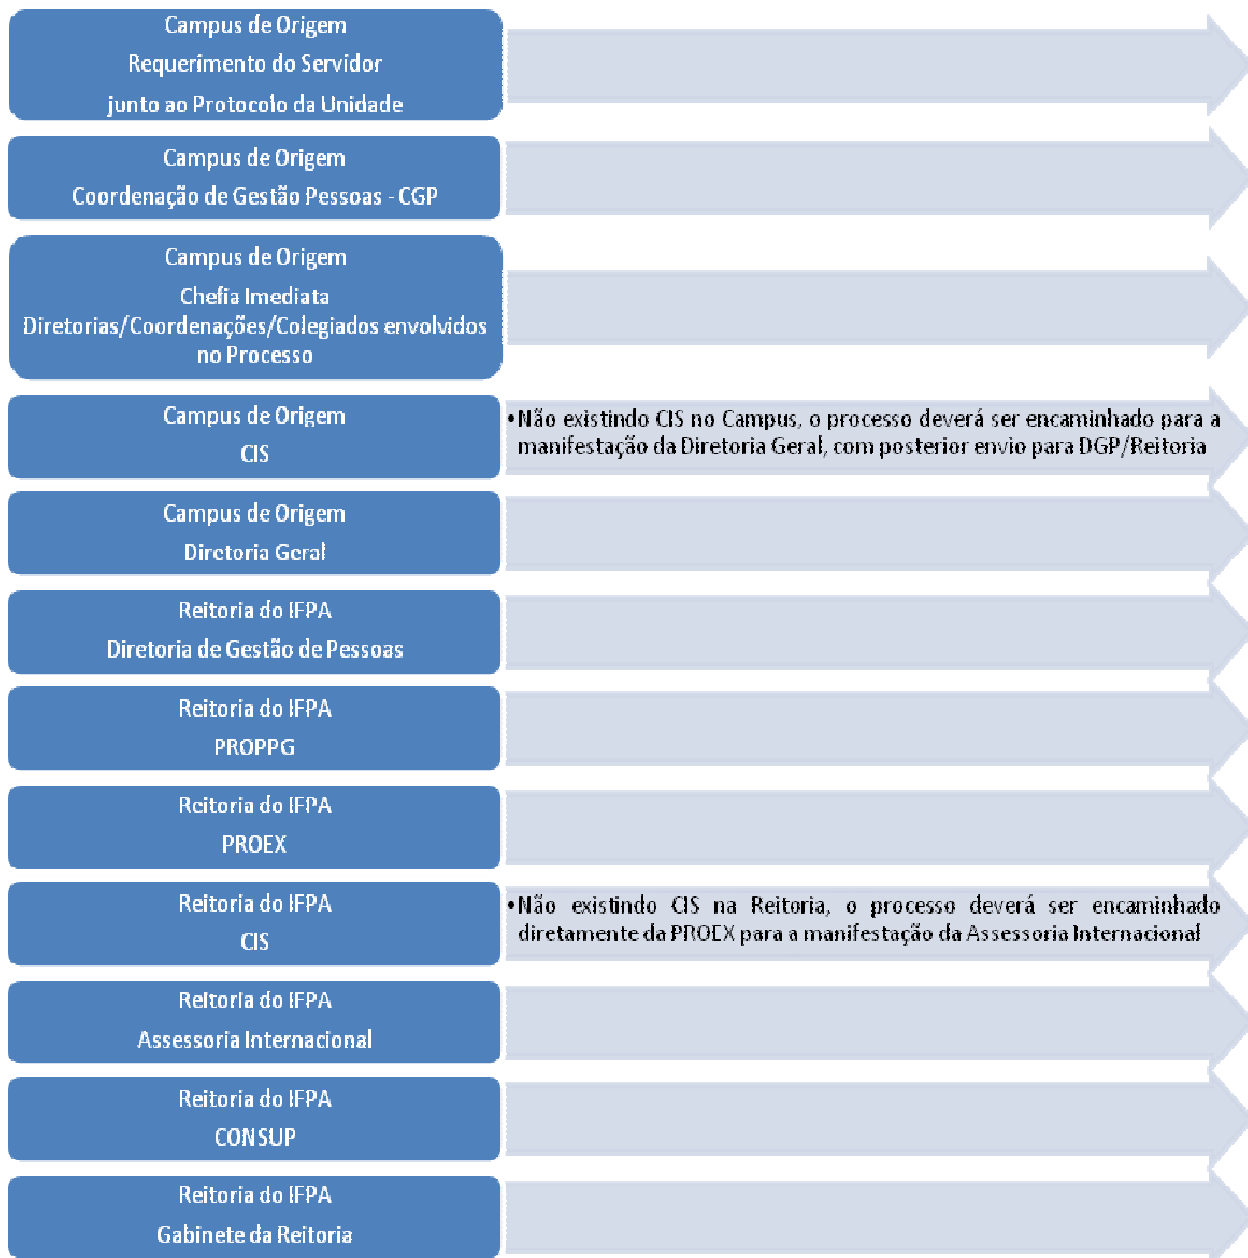 Campus de Origem
Requerimento do Servidor
junto ao Protocolo da Unidade
Campus de Origem
Coordenação de Gestão Pessoas - CGP
Campus de Origem
Chefia Imediata
Diretorias/Coordenações/Colegiados envolvidos
no Processo
Campus de Origem
CIS
•Não existindo CIS no Campus, o processo deverá ser encaminhado para a
manifestação da Diretoria Geral, com posterior envio para DGP/Reitoria
Campus de Origem
Diretoria Geral
Reitoria do IFPA
Diretoria de Gestão de Pessoas
Reitoria do IFPA
PROPPG
Reitoria do IFPA
PROEX
Reitoria do IFPA
CIS
•Não existindo CIS na Reitoria, o processo deverá ser encaminhado
diretamente da PROEX para a manifestação da Assessoria Internacional
Reitoria do IFPA
Assessoria Internacional
Reitoria do IFPA
CONSUP
Reitoria do IFPA
Gabinete da Reitoria